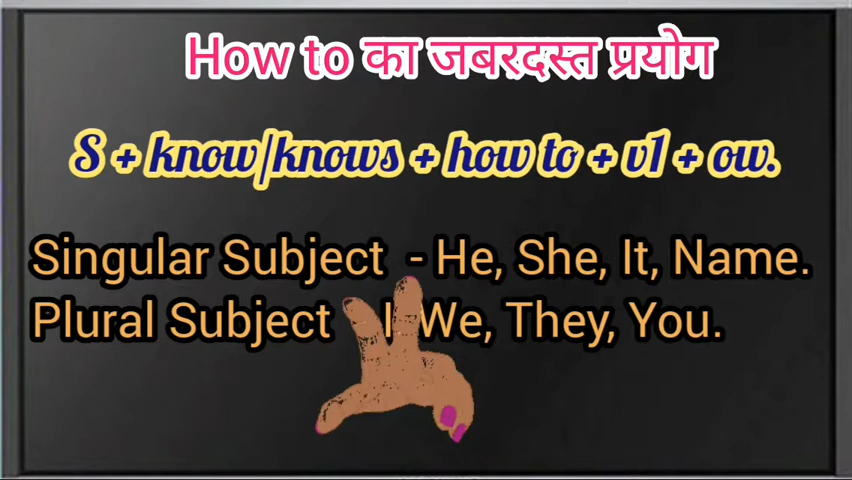 How to का जबरदस्त प्रयोग
S + know/knows + how to + v1 + ow.
Singular Subject - He, She, It, Name.
Plural Subject I, We, They, You.